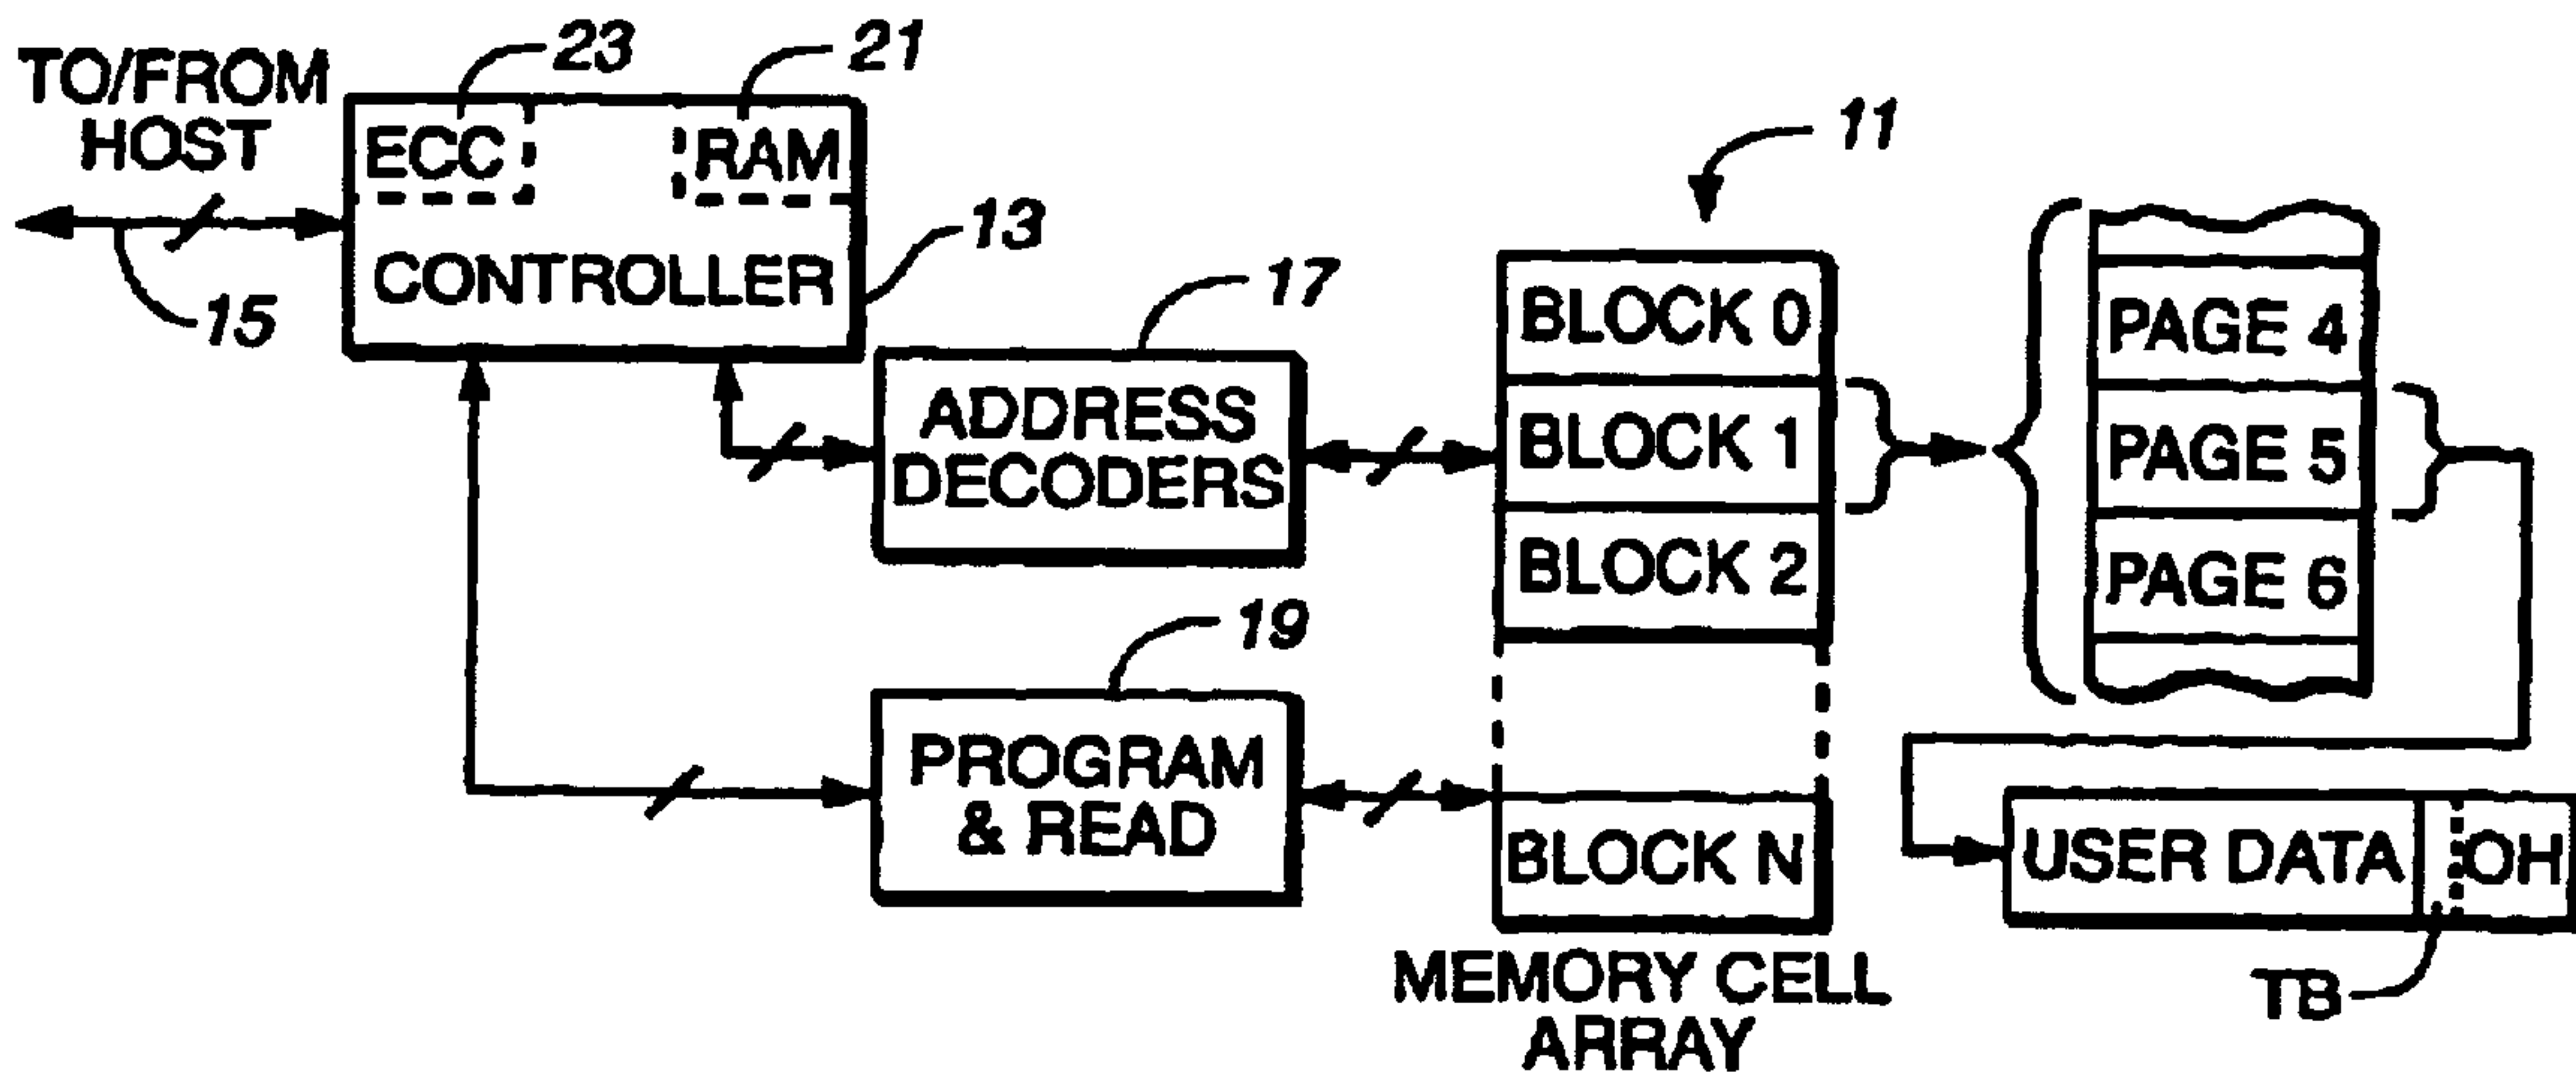 TO/FROM
HOST
23
21
ECC
RAM
CONTROLLER
13
15
17
ADDRESS
DECODERS
19
PROGRAM
& READ
11
BLOCK 0
BLOCK 1
BLOCK 2
BLOCK N
MEMORY CELL
ARRAY
PAGE 4
PAGE 5
PAGE 6
USER DATA
OH
TB